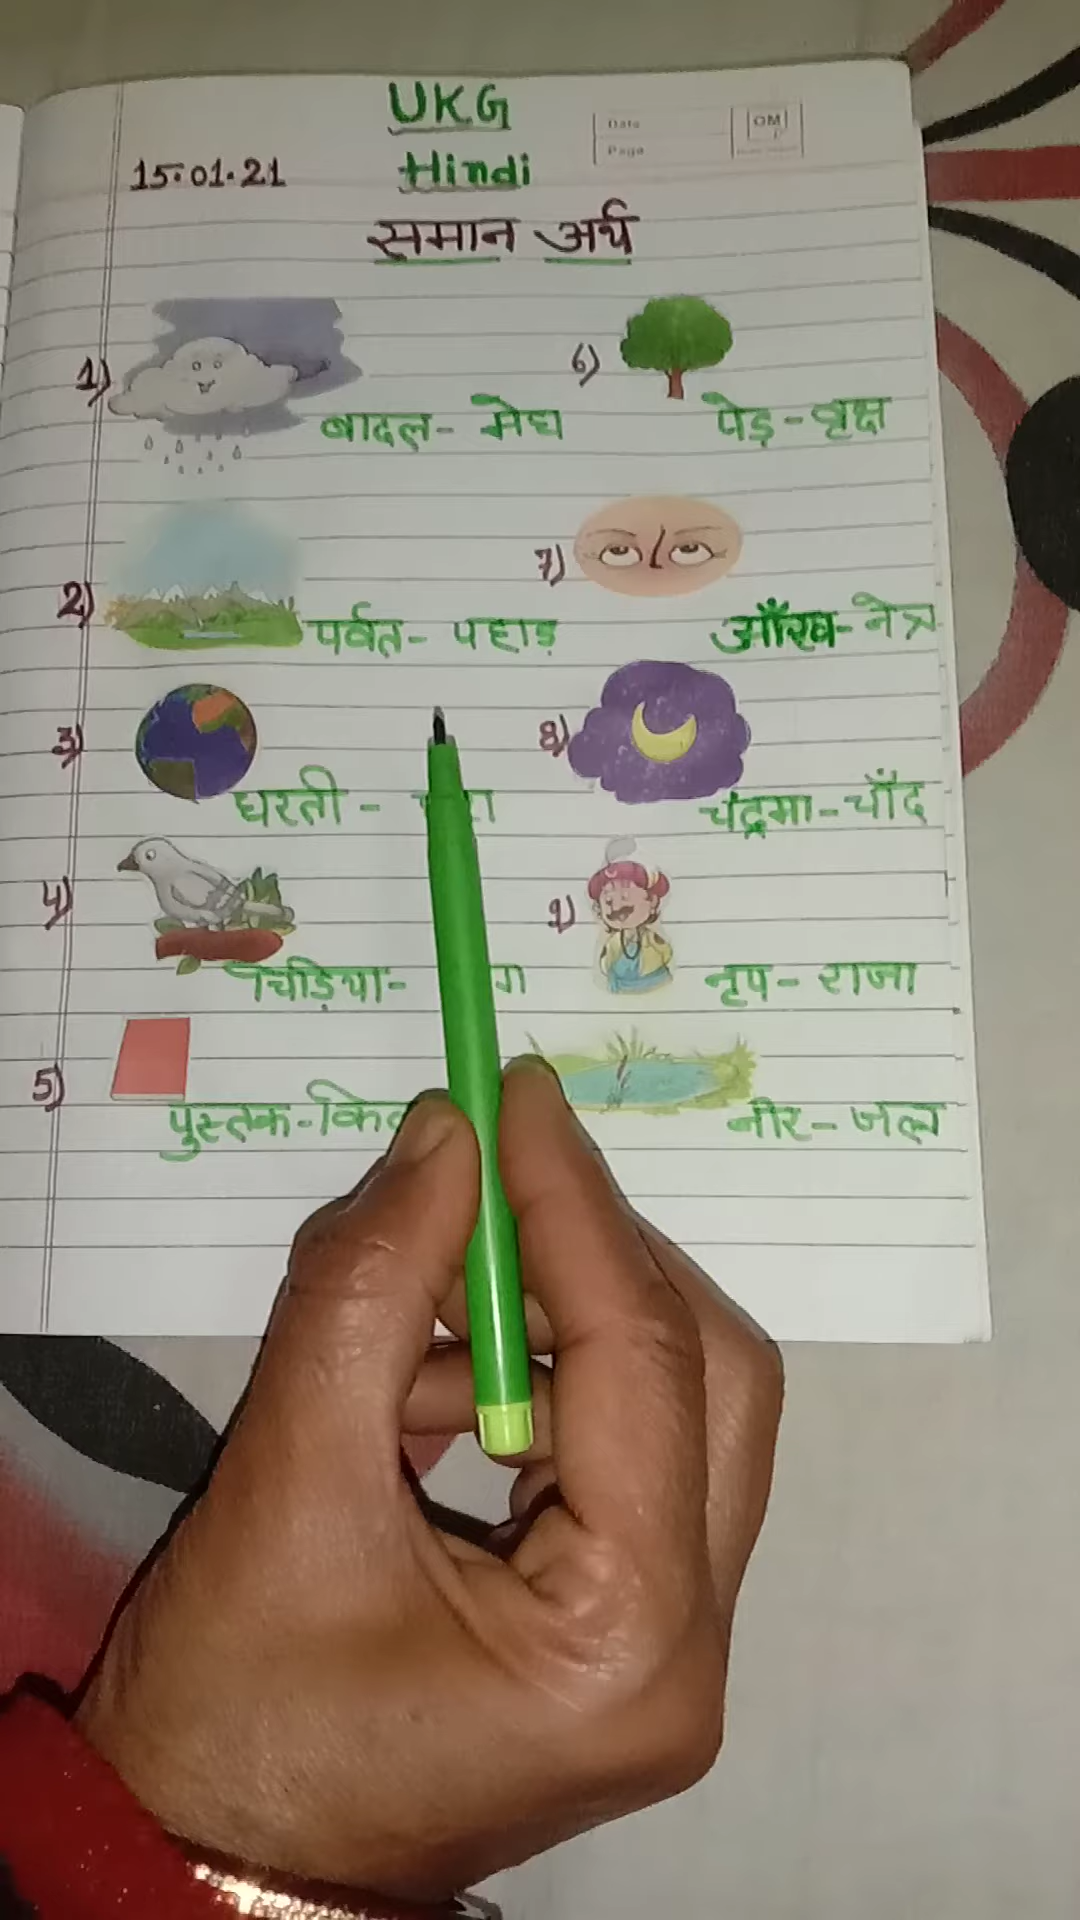 UKG
Date
OM
Page
15.01.21
Hindi
समान अर्थ
1) बादल - मेघ
2) पर्वत - पहाड़
3) धरती -
4) चिड़िया -
5) पुस्तक -
6) पेड़ - वृक्ष
7) आँख - नेत्र
8) चंद्रमा - चाँद
9) नृप - राजा
नीर - जल